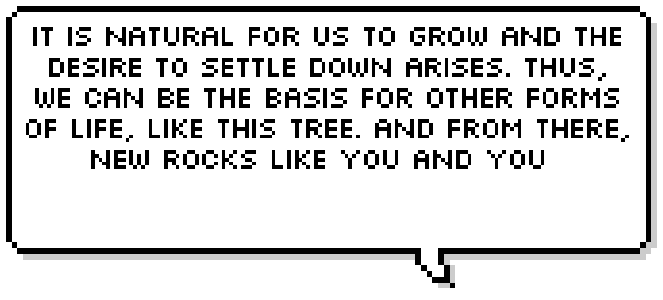 IT IS NATURAL FOR US TO GROW AND THE
DESIRE TO SETTLE DOWN ARISES. THUS,
WE CAN BE THE BASIS FOR OTHER FORMS
OF LIFE, LIKE THIS TREE. AND FROM THERE,
NEW ROCKS LIKE YOU AND YOU